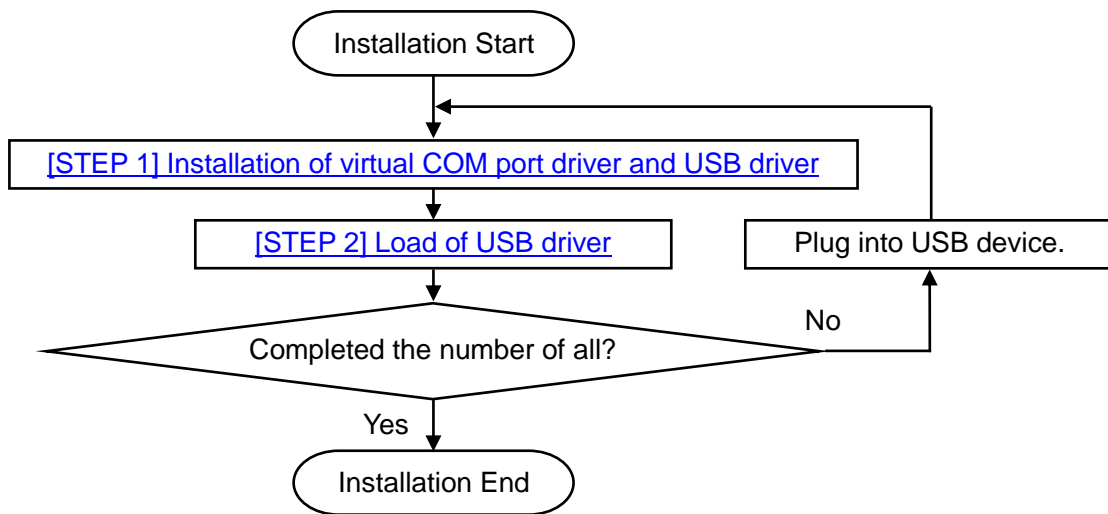 Installation Start
[STEP 1] Installation of virtual COM port driver and USB driver
[STEP 2] Load of USB driver
Plug into USB device.
Completed the number of all?
No
Yes
Installation End